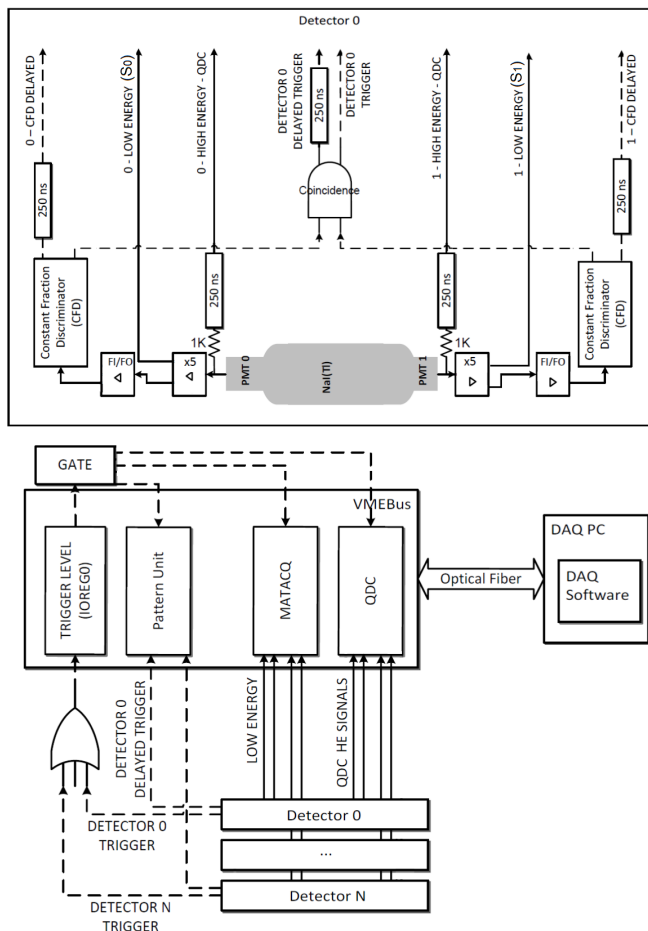 Detector 0
0 – CFD DELAYED
0 - LOW ENERGY (S0)
0 - HIGH ENERGY - QDC
DETECTOR 0
DELAYED TRIGGER
DETECTOR 0
TRIGGER
1 - HIGH ENERGY - QDC
1 - LOW ENERGY (S1)
1 – CFD DELAYED
250 ns
250 ns
250 ns
250 ns
250 ns
Coincidence
Constant Fraction
Discriminator
(CFD)
Constant Fraction
Discriminator
(CFD)
1K
1K
FI/FO
x5
PMT 0
NaI(Tl)
PMT 1
x5
FI/FO
GATE
VMEBus
TRIGGER LEVEL
(IOREG0)
Pattern Unit
MATACQ
QDC
Optical Fiber
DAQ PC
DAQ
Software
DETECTOR 0
DELAYED TRIGGER
LOW ENERGY
QDC HE SIGNALS
DETECTOR 0
TRIGGER
Detector 0
...
Detector N
DETECTOR N
TRIGGER